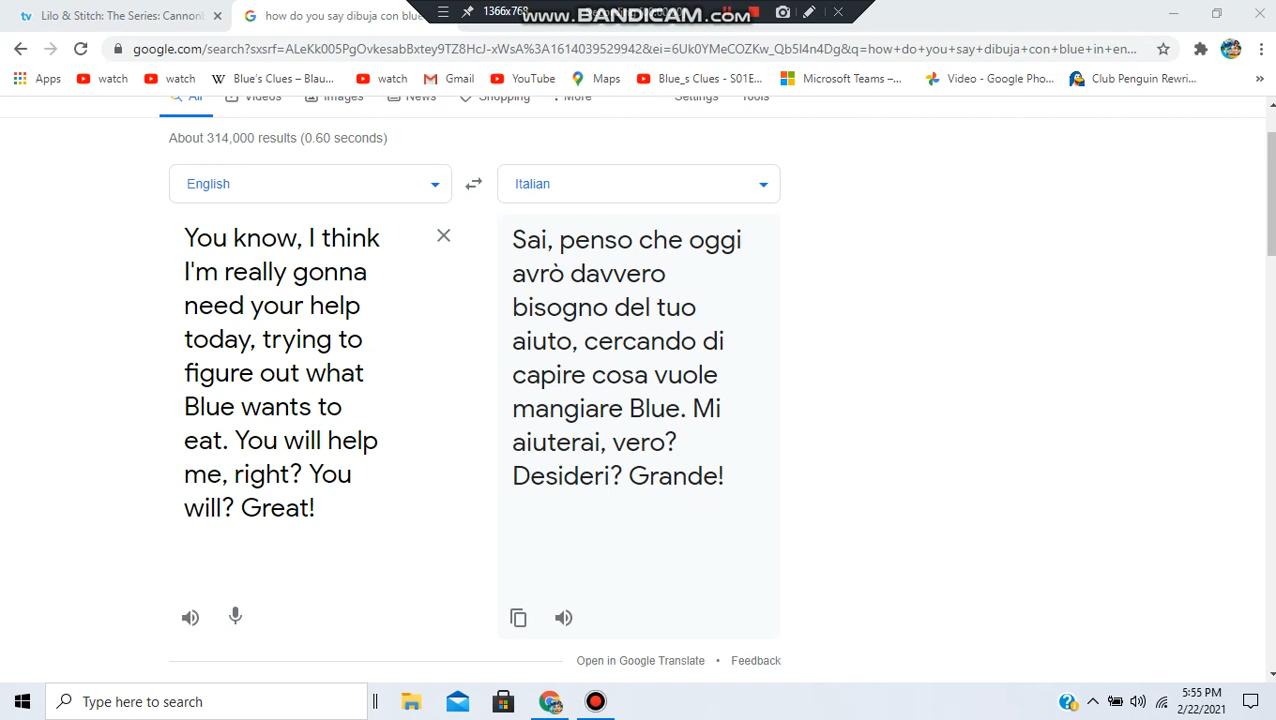 Lilo & Stitch: The Series: Cannon
how do you say dibuja con blue
1366x768
www.BANDICAM.com
google.com/search?sxsrf=ALeKk005PgOvkesabBxtey9TZ8HcJ-xWsA%3A1614039529942&ei=6Uk0YMcCOZKw_Qb5I4n4Dg&q=how+do+you+say+dibuja+con+blue+in+en...
Apps
watch
watch
Blue's Clues – Blau...
watch
Gmail
YouTube
Maps
Blue_s Clues - S01E...
Microsoft Teams –...
Video - Google Pho...
Club Penguin Rewri...
»
All
Videos
Images
News
Shopping
More
Settings
Tools
About 314,000 results (0.60 seconds)
English
Italian
You know, I think
I'm really gonna
need your help
today, trying to
figure out what
Blue wants to
eat. You will help
me, right? You
will? Great!
Sai, penso che oggi
avrò davvero
bisogno del tuo
aiuto, cercando di
capire cosa vuole
mangiare Blue. Mi
aiuterai, vero?
Desideri? Grande!
Open in Google Translate • Feedback
Type here to search
5:55 PM
2/22/2021